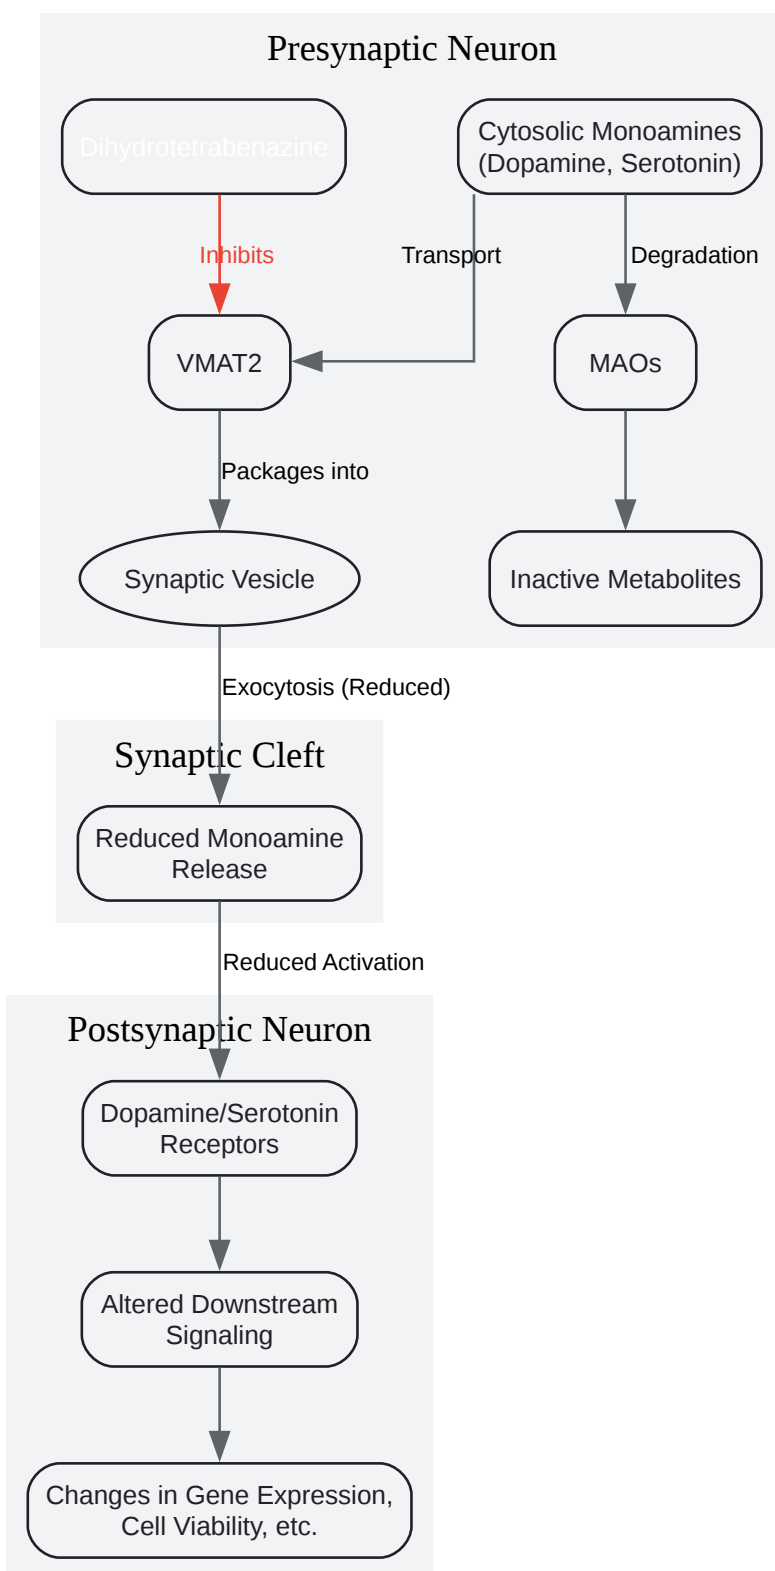 Presynaptic Neuron
Dihydrotetrabenazine
Cytosolic Monoamines
(Dopamine, Serotonin)
Inhibits
Transport
Degradation
VMAT2
MAOs
Packages into
Synaptic Vesicle
Inactive Metabolites
Exocytosis (Reduced)
Synaptic Cleft
Reduced Monoamine
Release
Reduced Activation
Postsynaptic Neuron
Dopamine/Serotonin
Receptors
Altered Downstream
Signaling
Changes in Gene Expression,
Cell Viability, etc.